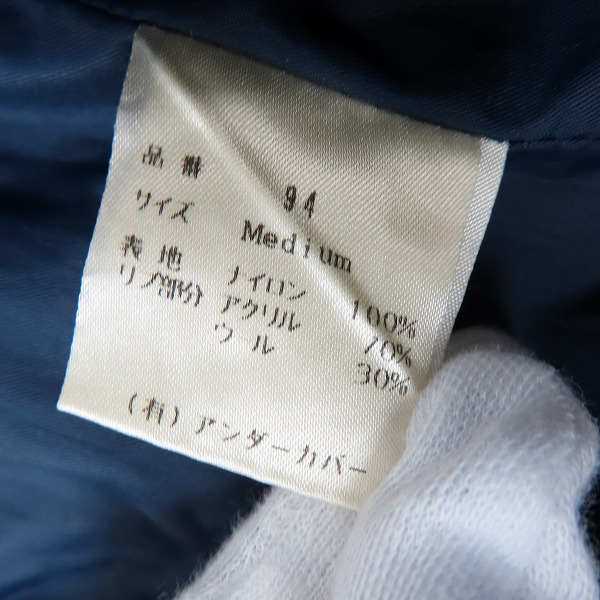 品番 94
サイズ Medium
表地 ナイロン 100%
リブ部分 アクリル 70%
ウール 30%
(有)アンダーカバー